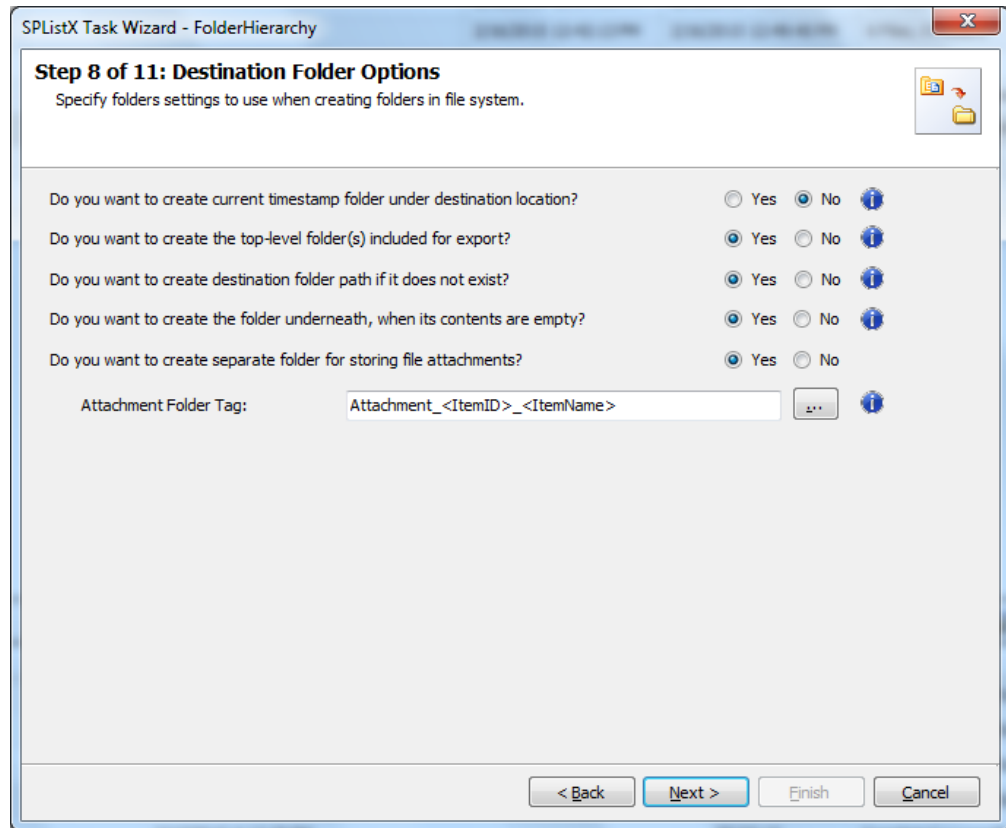 SPListX Task Wizard - FolderHierarchy
Step 8 of 11: Destination Folder Options
Specify folders settings to use when creating folders in file system.
Do you want to create current timestamp folder under destination location? Yes No
Do you want to create the top-level folder(s) included for export? Yes No
Do you want to create destination folder path if it does not exist? Yes No
Do you want to create the folder underneath, when its contents are empty? Yes No
Do you want to create separate folder for storing file attachments? Yes No
Attachment Folder Tag: Attachment_<ItemID>_<ItemName> ...
< Back Next > Finish Cancel